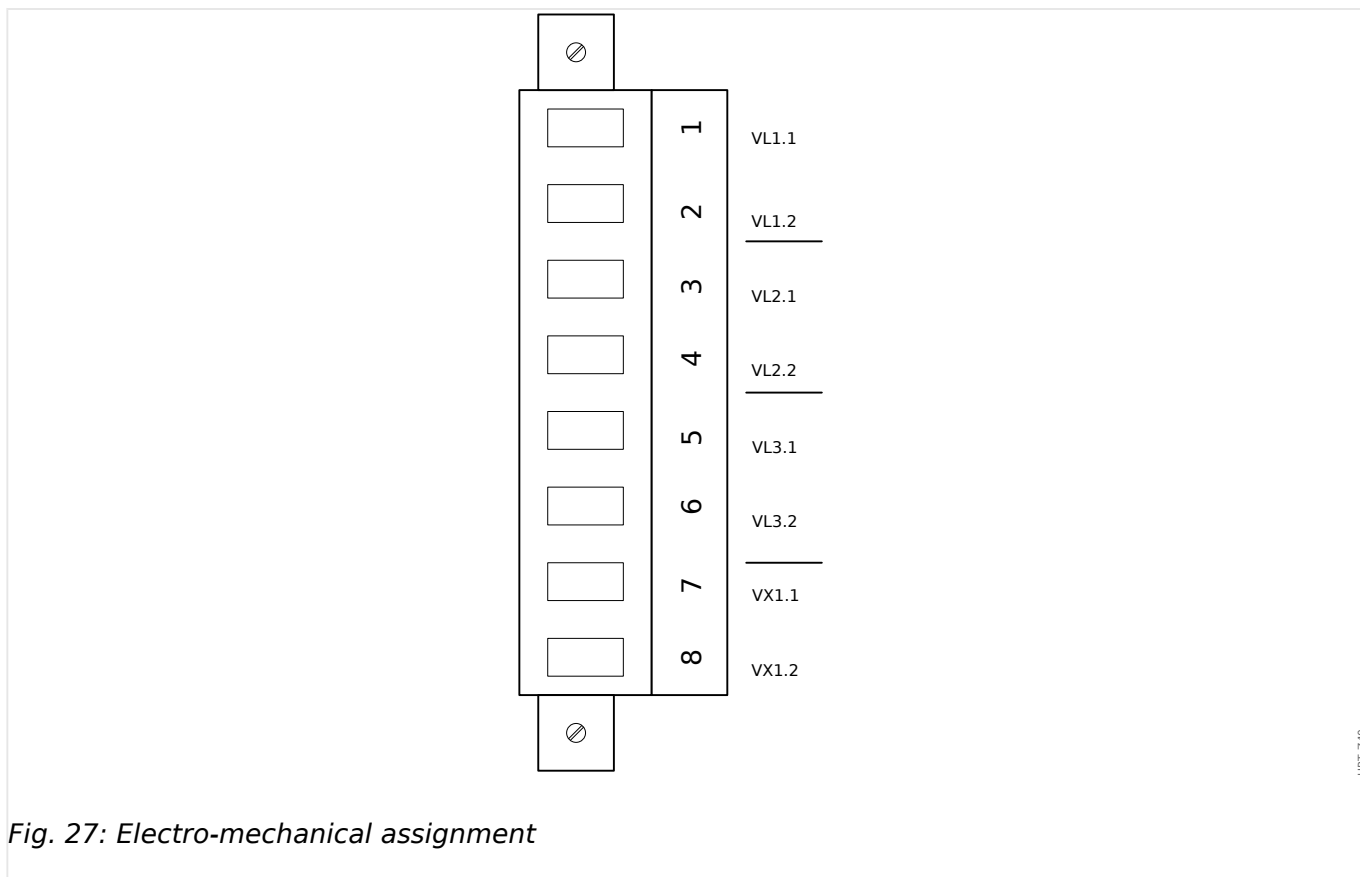 1 VL1.1
2 VL1.2
3 VL2.1
4 VL2.2
5 VL3.1
6 VL3.2
7 VX1.1
8 VX1.2
Fig. 27: Electro-mechanical assignment